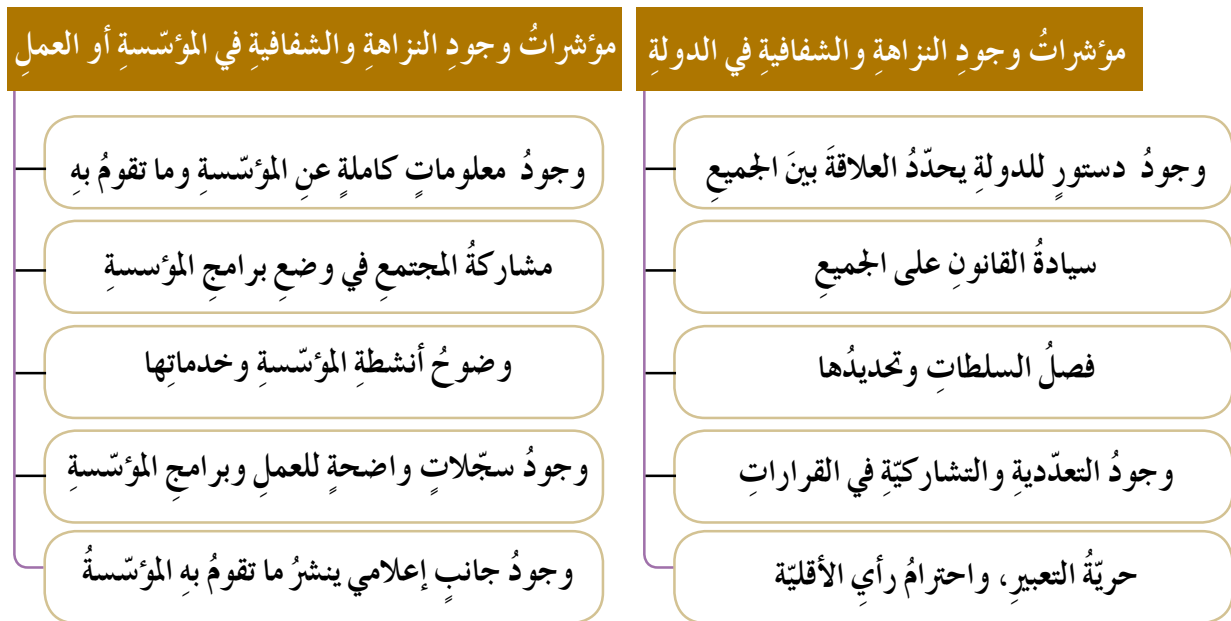 مؤشراتُ وجودِ النزاهةِ والشفافيةِ في الدولةِ
وجودُ دستورٍ للدولةِ يحدّدُ العلاقةَ بينَ الجميعِ
سيادةُ القانونِ على الجميعِ
فصلُ السلطاتِ وتحديدُها
وجودُ التعدّديةِ والتشاركيّةِ في القراراتِ
حريّةُ التعبيرِ، واحترامُ رأيِ الأقليّة
مؤشراتُ وجودِ النزاهةِ والشفافيةِ في المؤسّسةِ أو العملِ
وجودُ معلوماتٍ كاملةٍ عنِ المؤسّسةِ وما تقومُ بهِ
مشاركةُ المجتمعِ في وضعِ برامجِ المؤسسةِ
وضوحُ أنشطةِ المؤسّسةِ وخدماتِها
وجودُ سجّلاتٍ واضحةٍ للعملِ وبرامجِ المؤسّسةِ
وجودُ جانبٍ إعلامي ينشرُ ما تقومُ بهِ المؤسّسةُ